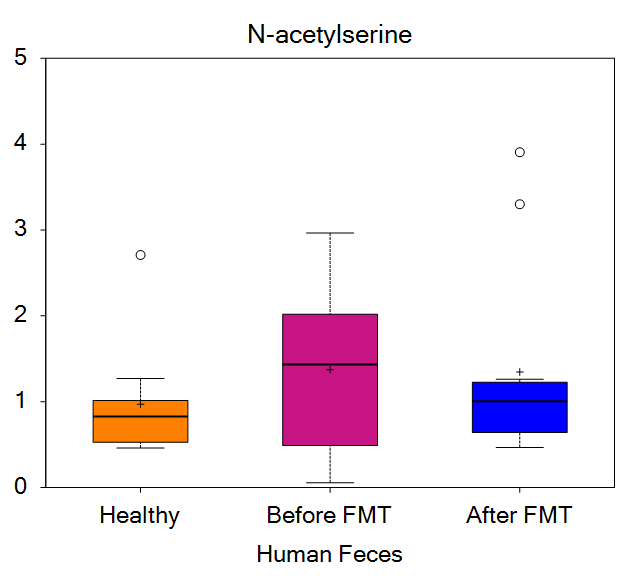 N-acetylserine
5
4
3
2
1
0
Healthy
Before FMT
After FMT
Human Feces